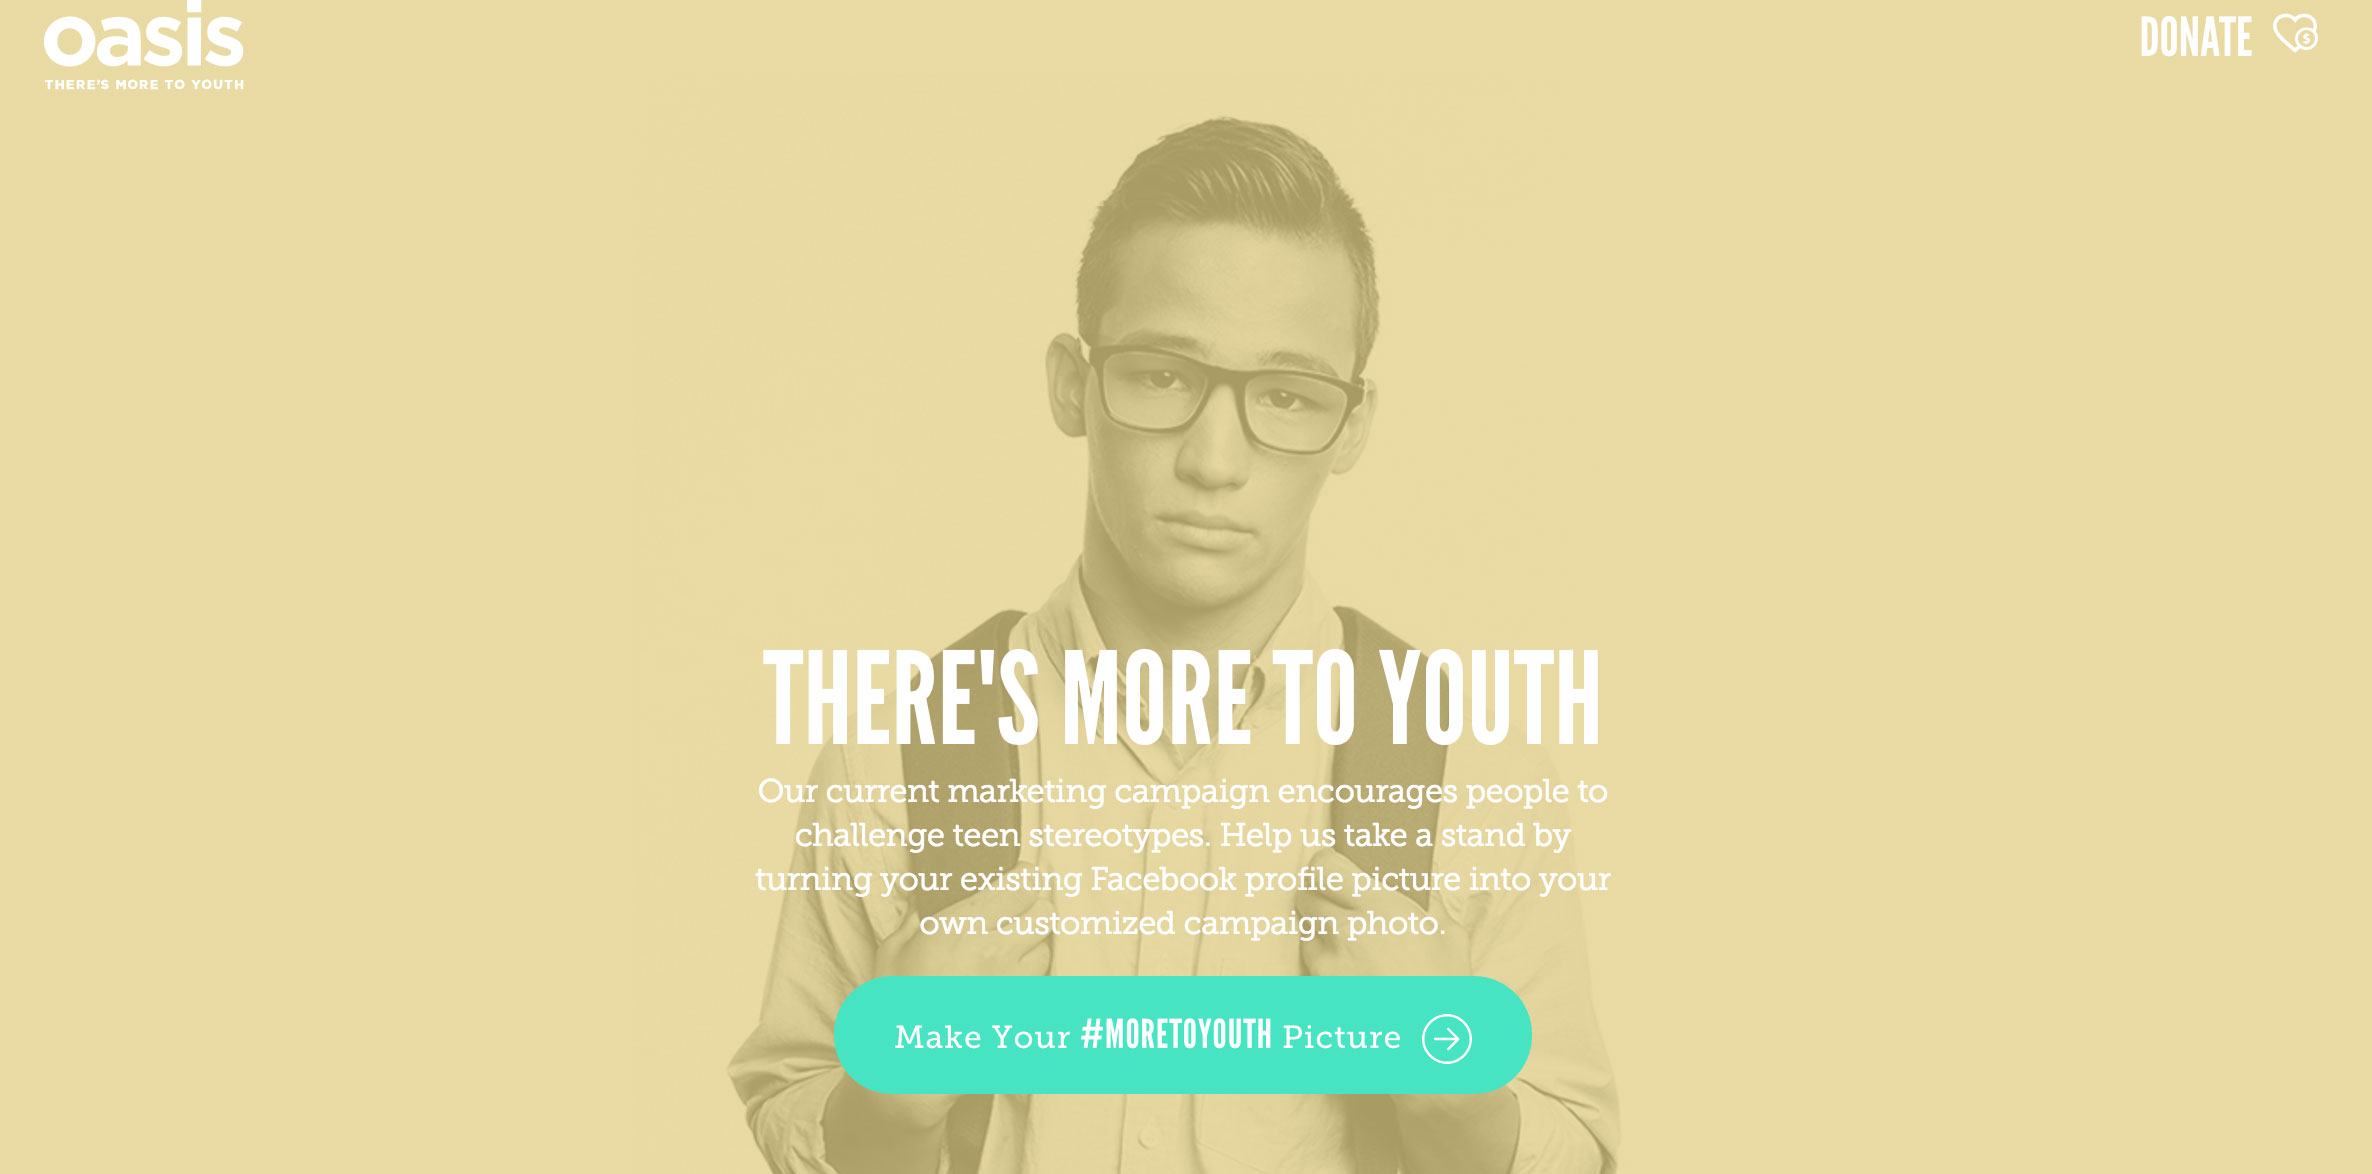 oasis
THERE'S MORE TO YOUTH
DONATE
$
THERE'S MORE TO YOUTH
Our current marketing campaign encourages people to
challenge teen stereotypes. Help us take a stand by
turning your existing Facebook profile picture into your
own customized campaign photo.
Make Your #MORETOYOUTH Picture